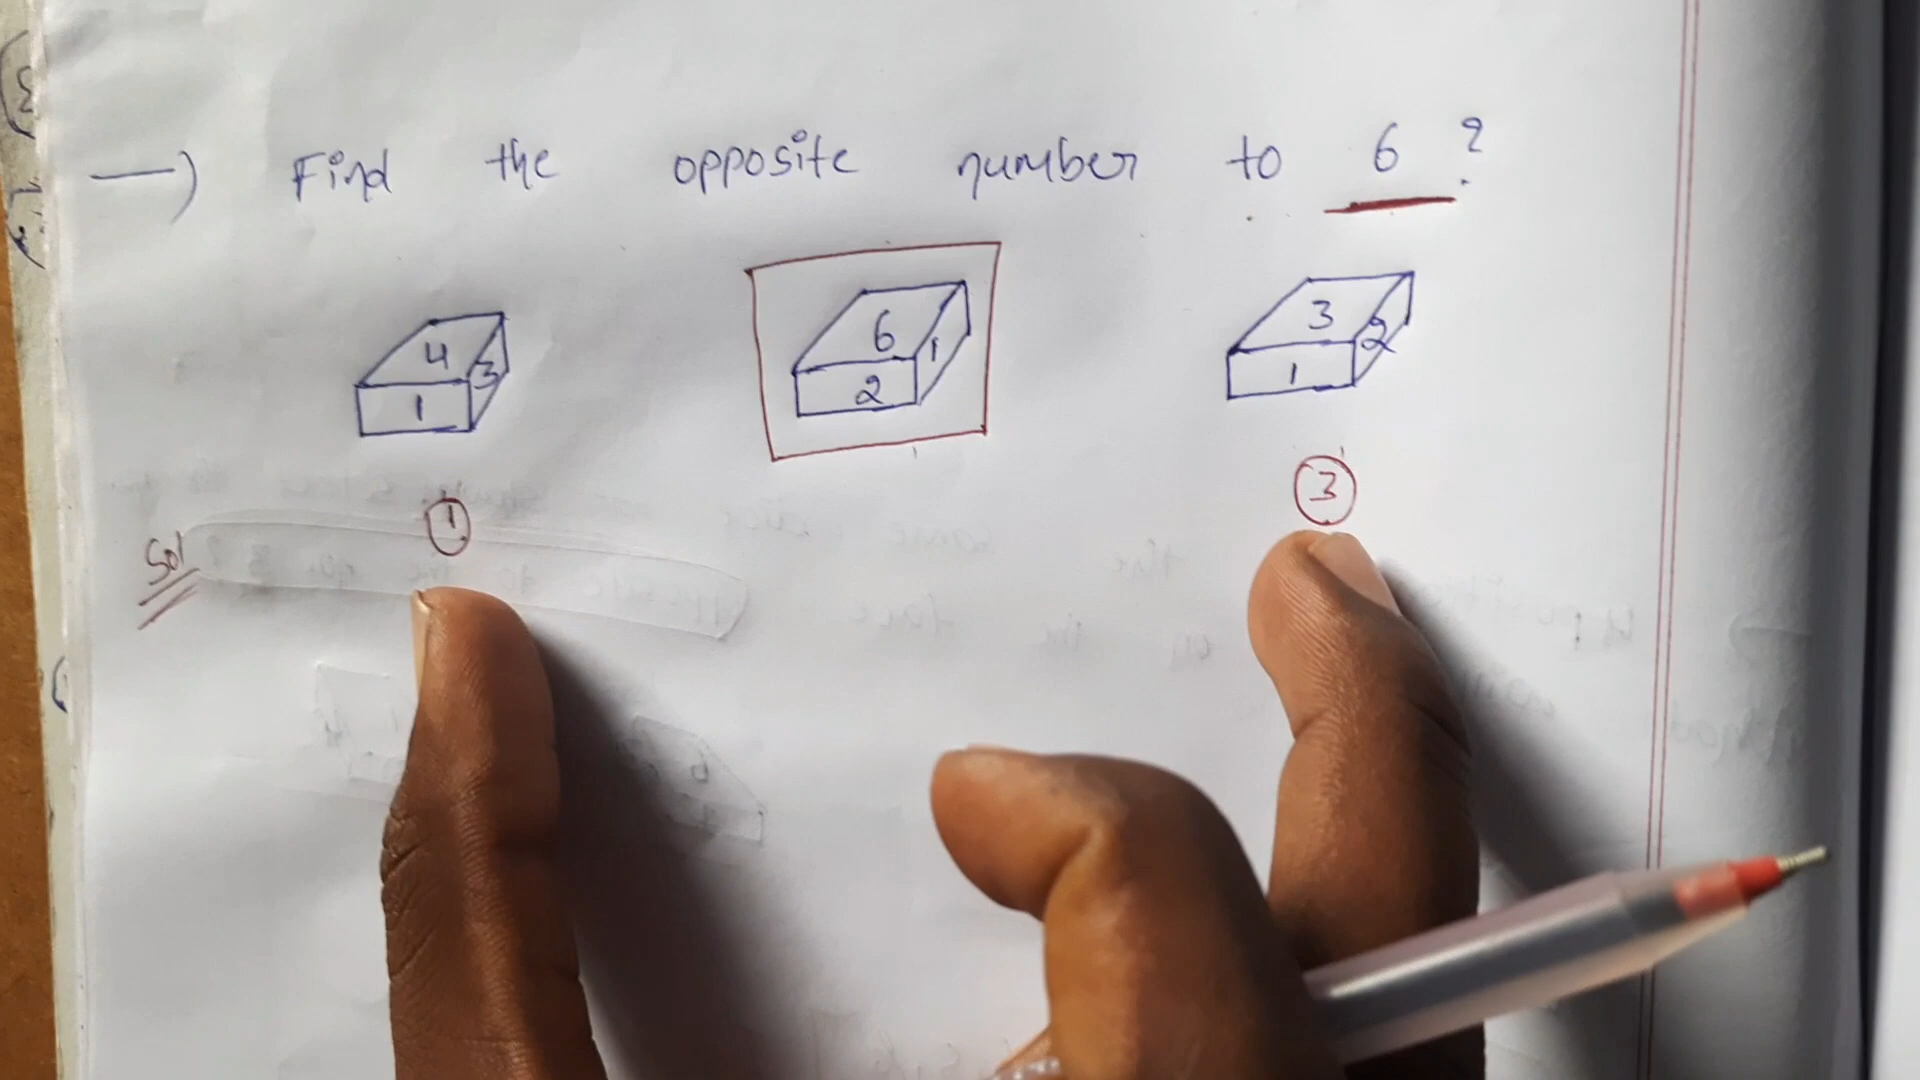 —) Find the opposite number to 6 ?
4 3 1
6 1 2
3 2 1
1 3
Sol